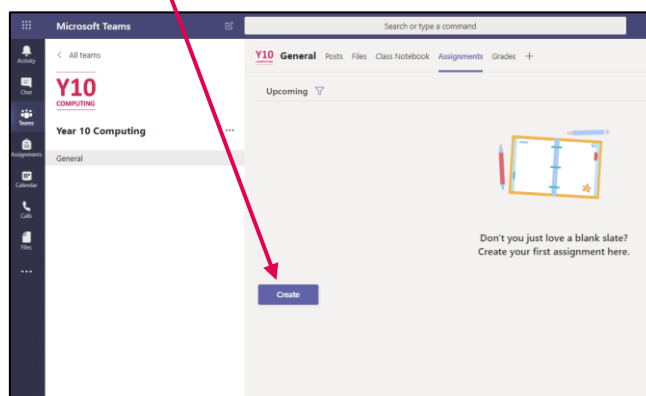 Microsoft Teams
Search or type a command
Activity
Chat
Teams
Assignments
Calendar
Calls
Files
All teams
Y10
COMPUTING
Year 10 Computing
General
Y10
COMPUTING
General Posts Files Class Notebook Assignments Grades +
Upcoming
Don't you just love a blank slate?
Create your first assignment here.
Create